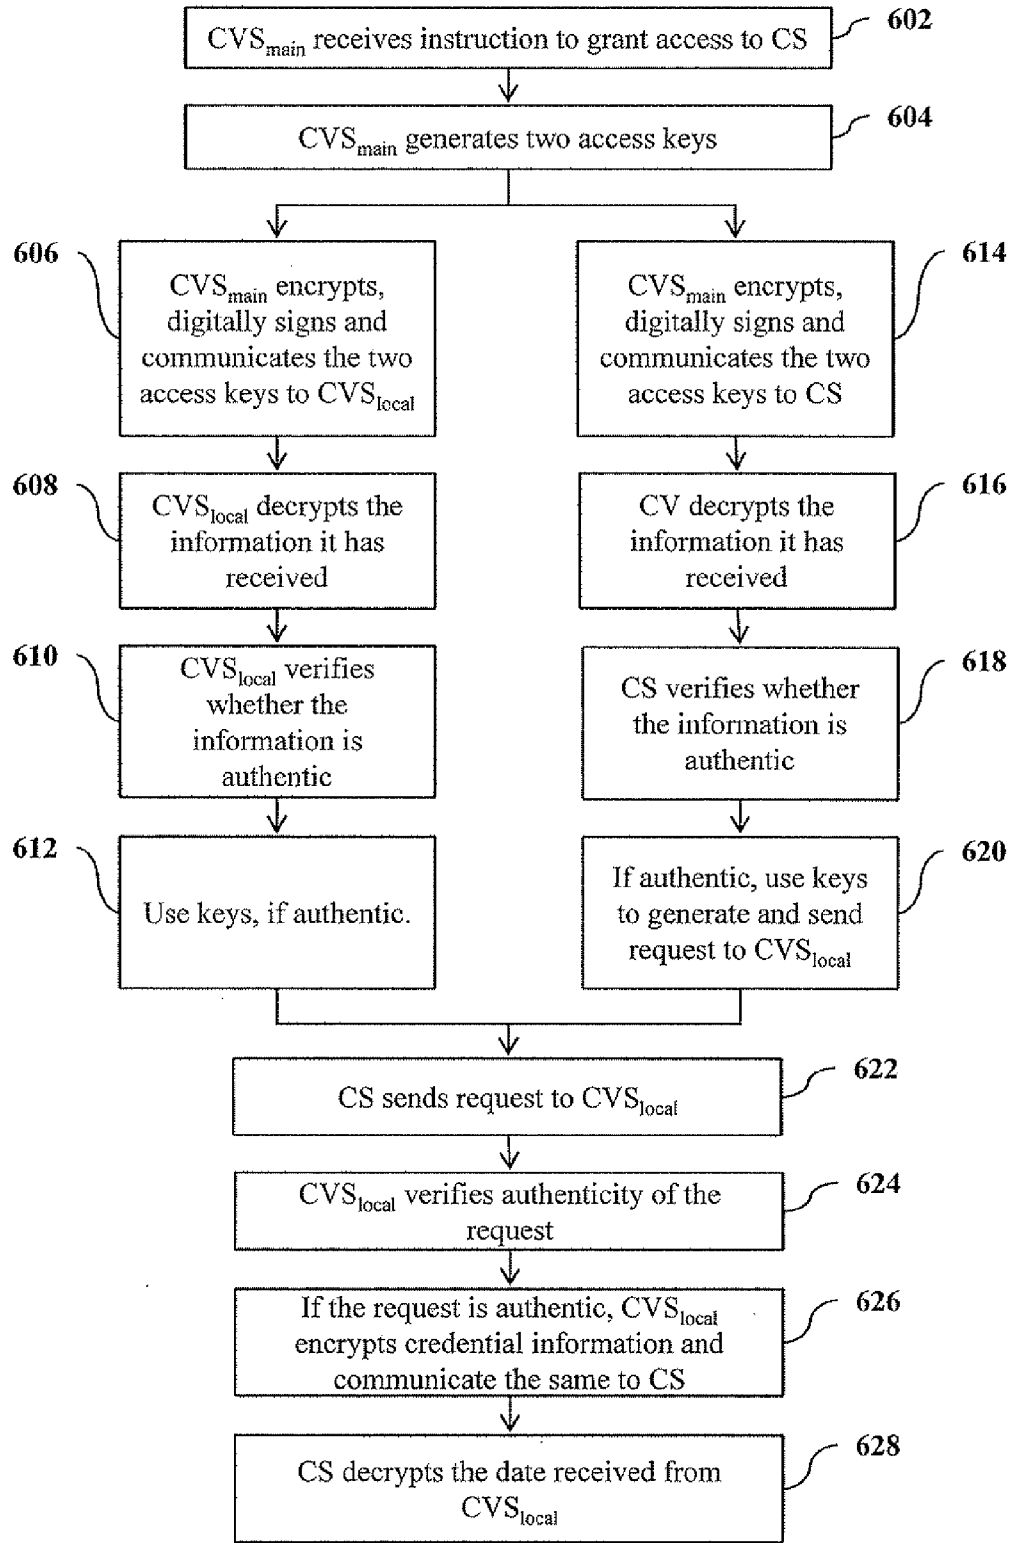 CVSmain receives instruction to grant access to CS
602
CVSmain generates two access keys
604
606
CVSmain encrypts,
digitally signs and
communicates the two
access keys to CVSlocal
614
CVSmain encrypts,
digitally signs and
communicates the two
access keys to CS
608
CVSlocal decrypts the
information it has
received
616
CV decrypts the
information it has
received
610
CVSlocal verifies
whether the
information is
authentic
618
CS verifies whether
the information is
authentic
612
Use keys, if authentic.
620
If authentic, use keys
to generate and send
request to CVSlocal
CS sends request to CVSlocal
622
CVSlocal verifies authenticity of the
request
624
If the request is authentic, CVSlocal
encrypts credential information and
communicate the same to CS
626
CS decrypts the date received from
CVSlocal
628